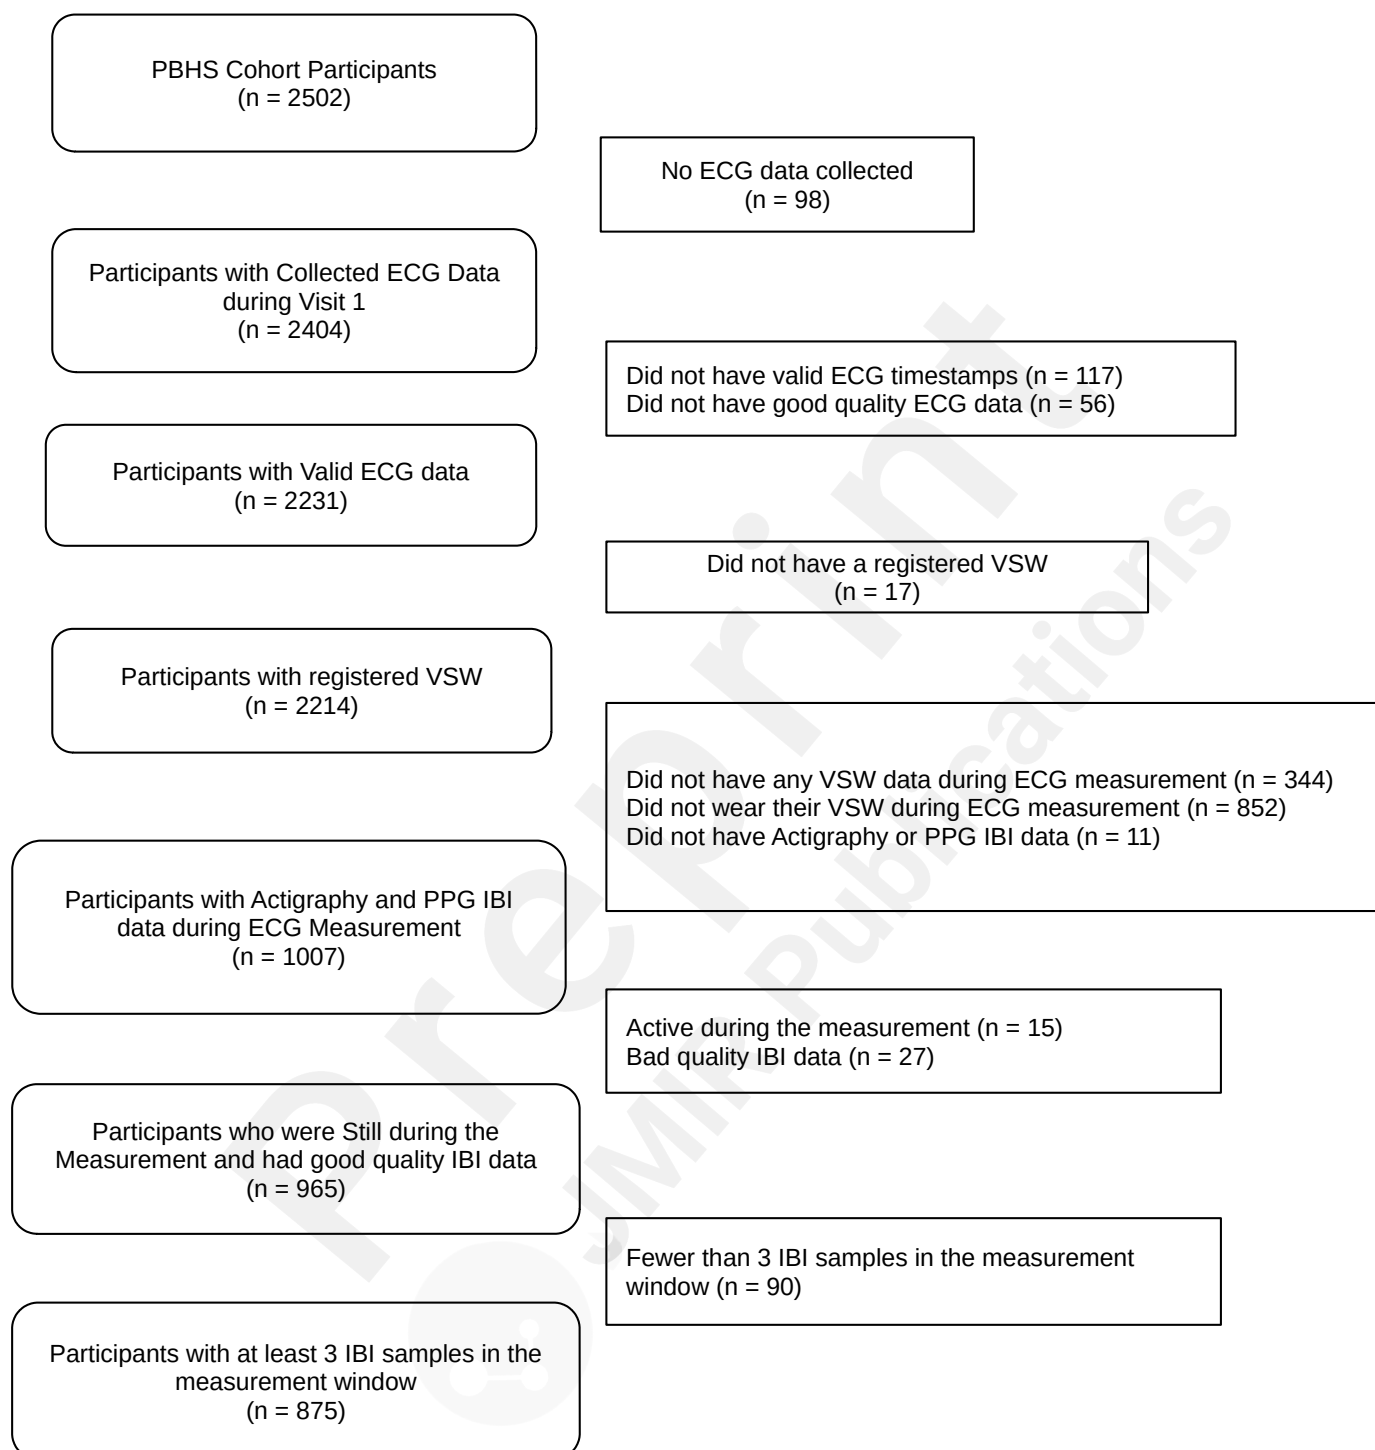 PBHS Cohort Participants
(n = 2502)
No ECG data collected
(n = 98)
Participants with Collected ECG Data
during Visit 1
(n = 2404)
Did not have valid ECG timestamps (n = 117)
Did not have good quality ECG data (n = 56)
Participants with Valid ECG data
(n = 2231)
Did not have a registered VSW
(n = 17)
Participants with registered VSW
(n = 2214)
Did not have any VSW data during ECG measurement (n = 344)
Did not wear their VSW during ECG measurement (n = 852)
Did not have Actigraphy or PPG IBI data (n = 11)
Participants with Actigraphy and PPG IBI
data during ECG Measurement
(n = 1007)
Active during the measurement (n = 15)
Bad quality IBI data (n = 27)
Participants who were Still during the
Measurement and had good quality IBI data
(n = 965)
Fewer than 3 IBI samples in the measurement
window (n = 90)
Participants with at least 3 IBI samples in the
measurement window
(n = 875)
Preprint
JMIR Publications